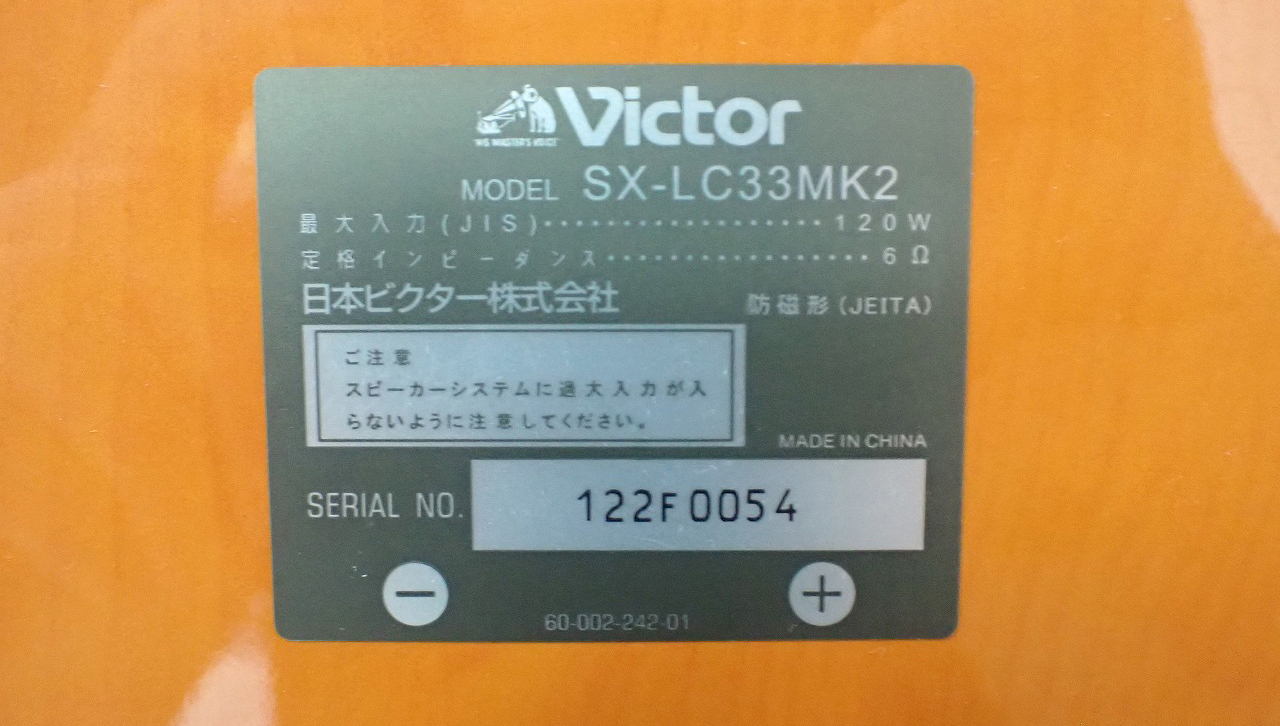 Victor
HIS MASTER'S VOICE
MODEL SX-LC33MK2
最大入力(JIS)・・・・・・・・・・・・・・・・・・・120W
定格インピーダンス・・・・・・・・・・・・・・・・・・6Ω
日本ビクター株式会社 防磁形(JEITA)
ご注意
スピーカーシステムに過大入力が入
らないように注意してください。
MADE IN CHINA
SERIAL NO. 122F0054
− +
60-002-242-01